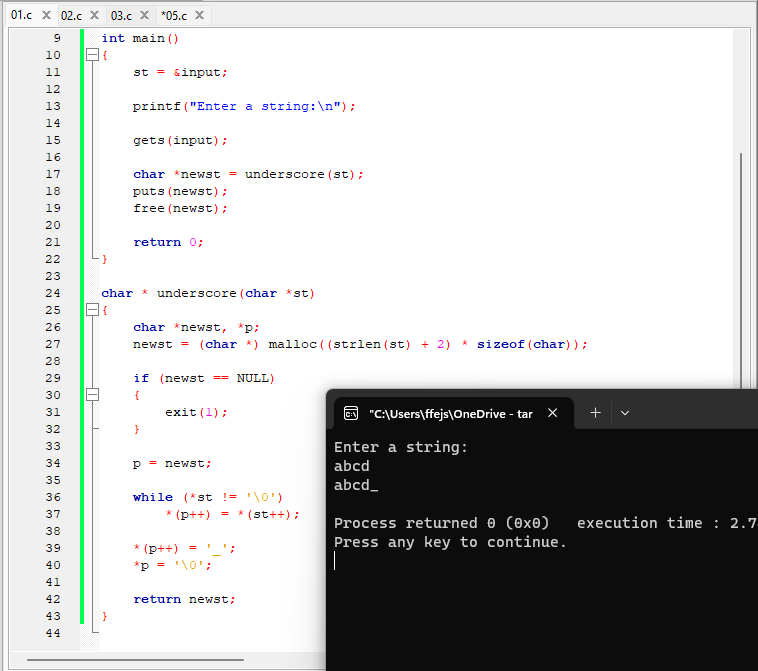 01.c 02.c 03.c *05.c
9 int main()
10 {
11 st = &input;
12
13 printf("Enter a string:\n");
14
15 gets(input);
16
17 char *newst = underscore(st);
18 puts(newst);
19 free(newst);
20
21 return 0;
22 }
23
24 char * underscore(char *st)
25 {
26 char *newst, *p;
27 newst = (char *) malloc((strlen(st) + 2) * sizeof(char));
28
29 if (newst == NULL)
30 {
31 exit(1);
32 }
33
34 p = newst;
35
36 while (*st != '\0')
37 *(p++) = *(st++);
38
39 *(p++) = '_';
40 *p = '\0';
41
42 return newst;
43 }
44
"C:\Users\ffejs\OneDrive - tar
Enter a string:
abcd
abcd_
Process returned 0 (0x0) execution time : 2.7
Press any key to continue.